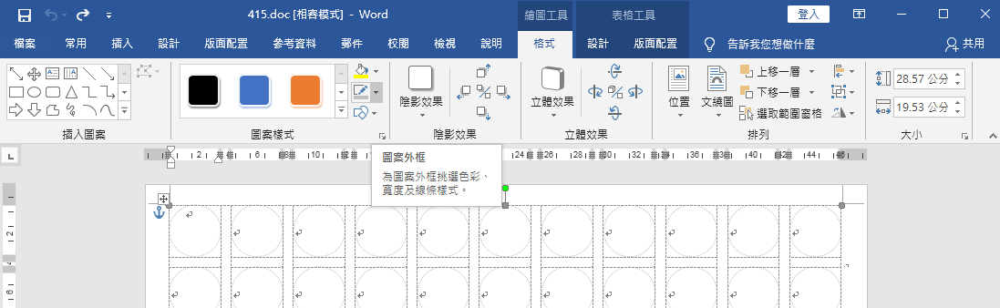 415.doc [相容模式] - Word
繪圖工具
表格工具
登入
檔案 常用 插入 設計 版面配置 參考資料 郵件 校閱 檢視 說明 格式 設計 版面配置 告訴我您想做什麼 共用
陰影效果
立體效果
位置
文繞圖
上移一層
下移一層
選取範圍窗格
28.57 公分
19.53 公分
插入圖案 圖案樣式 陰影效果 立體效果 排列 大小
圖案外框
為圖案外框挑選色彩、
寬度及線條樣式。